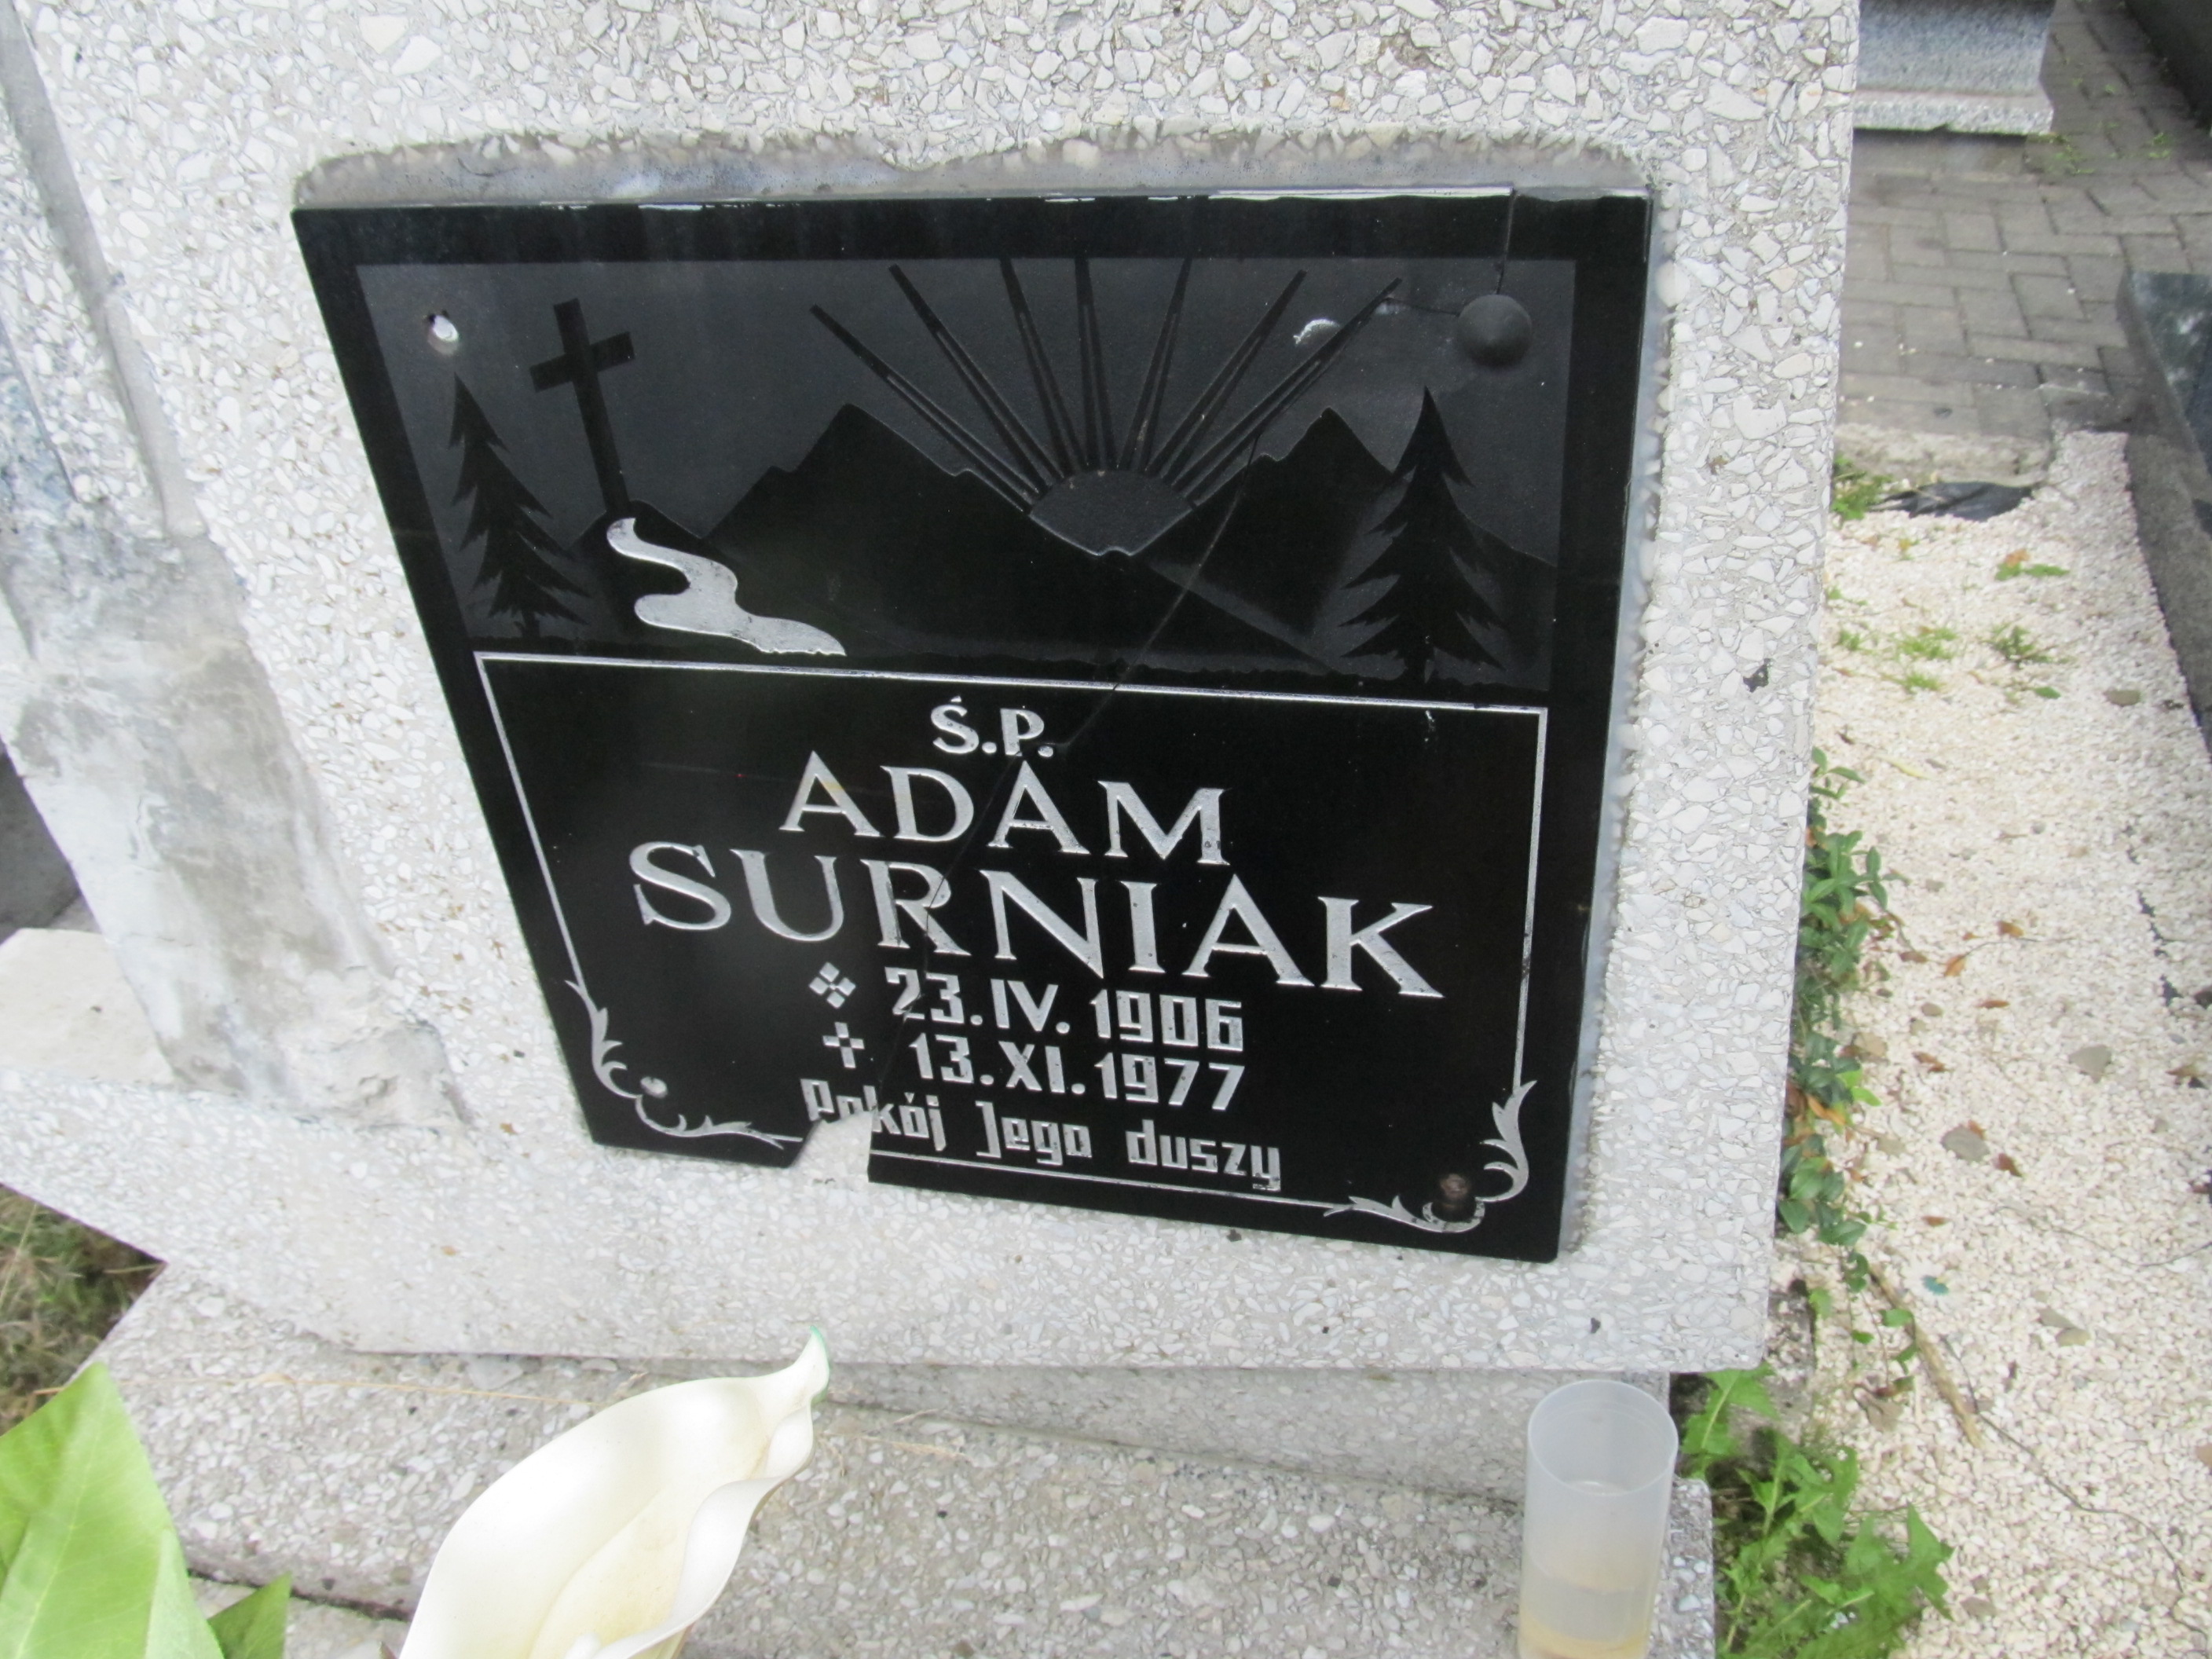 Ś.P.
ADAM
SURNIAK
23.IV.1906
13.XI.1977
Pokój Jego duszy